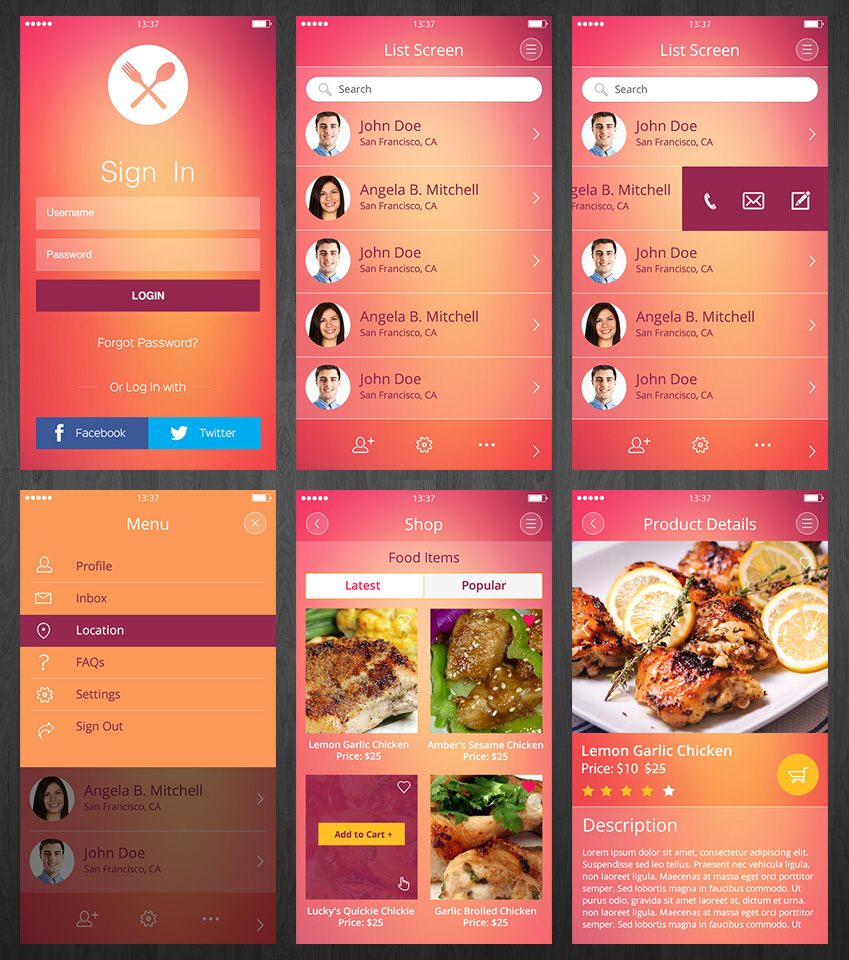 13:37
Sign In
Username
Password
LOGIN
Forgot Password?
Or Log In with
Facebook
Twitter
13:37
List Screen
Search
John Doe
San Francisco, CA
Angela B. Mitchell
San Francisco, CA
John Doe
San Francisco, CA
Angela B. Mitchell
San Francisco, CA
John Doe
San Francisco, CA
13:37
List Screen
Search
John Doe
San Francisco, CA
gela B. Mitchell
Francisco, CA
John Doe
San Francisco, CA
Angela B. Mitchell
San Francisco, CA
John Doe
San Francisco, CA
13:37
Menu
Profile
Inbox
Location
FAQs
Settings
Sign Out
Angela B. Mitchell
San Francisco, CA
John Doe
San Francisco, CA
13:37
Shop
Food Items
Latest Popular
Lemon Garlic Chicken
Price: $25
Amber's Sesame Chicken
Price: $25
Add to Cart +
Lucky's Quickie Chickie
Price: $25
Garlic Broiled Chicken
Price: $25
13:37
Product Details
Lemon Garlic Chicken
Price: $10 $25
Description
Lorem ipsum dolor sit amet, consectetur adipiscing elit.
Suspendisse sed leo tellus. Praesent nec vehicula ligula,
non laoreet ligula. Maecenas at massa eget orci porttitor
semper. Sed lobortis magna in faucibus commodo. Ut
purus odio, gravida sit amet laoreet at, dictum et urna.
non laoreet ligula. Maecenas at massa eget orci porttitor
semper. Sed lobortis magna in faucibus commodo. Ut